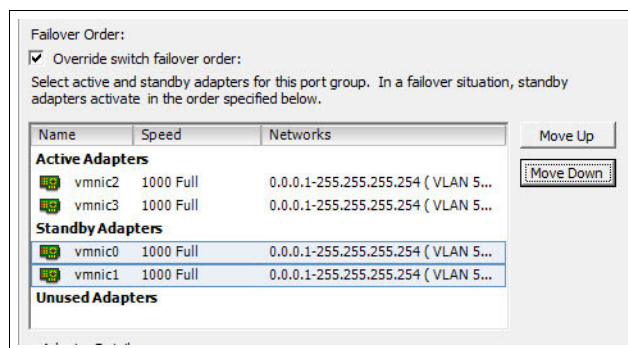 Failover Order:
Override switch failover order:
Select active and standby adapters for this port group. In a failover situation, standby
adapters activate in the order specified below.
Name Speed Networks
Move Up
Active Adapters
Move Down
vmnic2 1000 Full 0.0.0.1-255.255.255.254 ( VLAN 5...
vmnic3 1000 Full 0.0.0.1-255.255.255.254 ( VLAN 5...
Standby Adapters
vmnic0 1000 Full 0.0.0.1-255.255.255.254 ( VLAN 5...
vmnic1 1000 Full 0.0.0.1-255.255.255.254 ( VLAN 5...
Unused Adapters